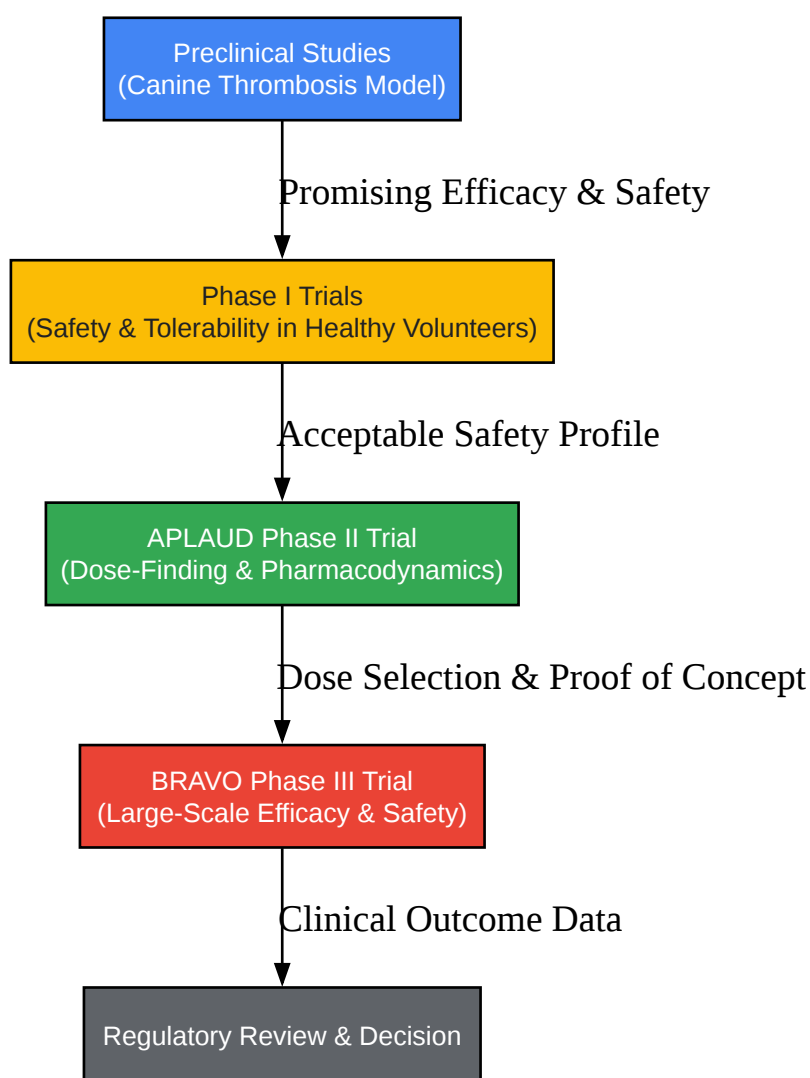 Preclinical Studies
(Canine Thrombosis Model)
Promising Efficacy & Safety
Phase I Trials
(Safety & Tolerability in Healthy Volunteers)
Acceptable Safety Profile
APLAUD Phase II Trial
(Dose-Finding & Pharmacodynamics)
Dose Selection & Proof of Concept
BRAVO Phase III Trial
(Large-Scale Efficacy & Safety)
Clinical Outcome Data
Regulatory Review & Decision